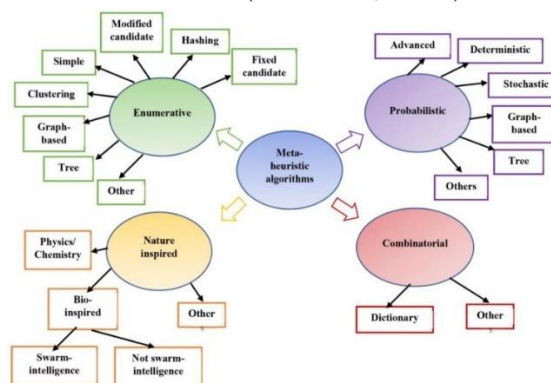 Modified
candidate
Hashing
Fixed
candidate
Simple
Clustering
Graph-
based
Tree
Other
Enumerative
Advanced
Deterministic
Stochastic
Graph-
based
Tree
Others
Probabilistic
Meta-
heuristic
algorithms
Physics/
Chemistry
Nature
inspired
Bio-
inspired
Other
Swarm-
intelligence
Not swarm-
intelligence
Combinatorial
Dictionary
Other